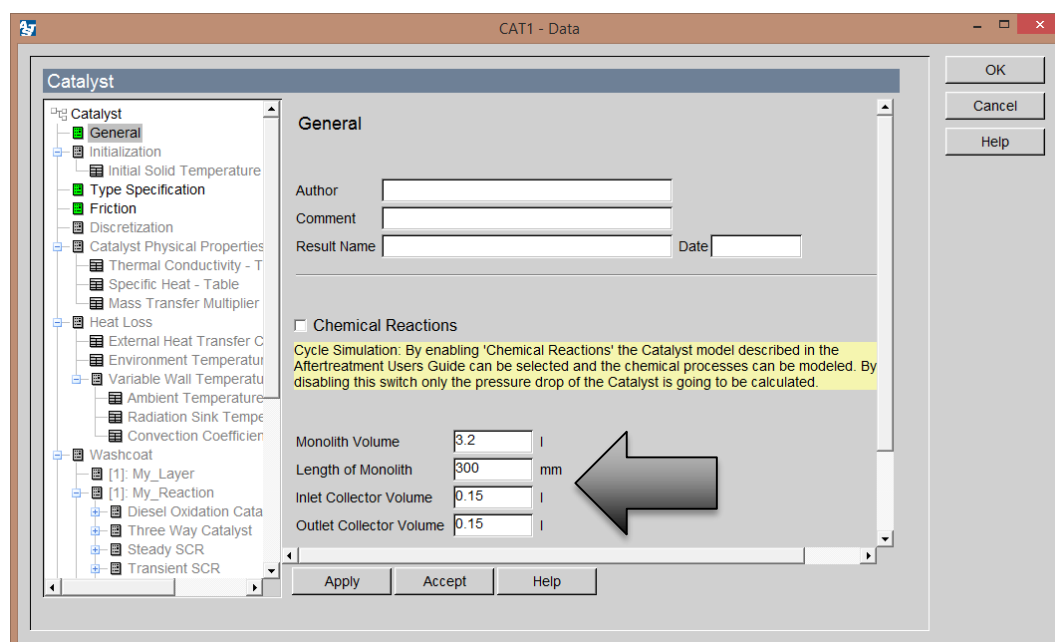 CAT1 - Data
OK
Cancel
Help
Catalyst
Catalyst
General
Initialization
Initial Solid Temperature
Type Specification
Friction
Discretization
Catalyst Physical Properties
Thermal Conductivity - T
Specific Heat - Table
Mass Transfer Multiplier
Heat Loss
External Heat Transfer C
Environment Temperatur
Variable Wall Temperatu
Ambient Temperature
Radiation Sink Tempe
Convection Coefficien
Washcoat
[1]: My_Layer
[1]: My_Reaction
Diesel Oxidation Cata
Three Way Catalyst
Steady SCR
Transient SCR
General
Author
Comment
Result Name Date
Chemical Reactions
Cycle Simulation: By enabling 'Chemical Reactions' the Catalyst model described in the
Aftertreatment Users Guide can be selected and the chemical processes can be modeled. By
disabling this switch only the pressure drop of the Catalyst is going to be calculated.
Monolith Volume 3.2 l
Length of Monolith 300 mm
Inlet Collector Volume 0.15 l
Outlet Collector Volume 0.15 l
Apply Accept Help